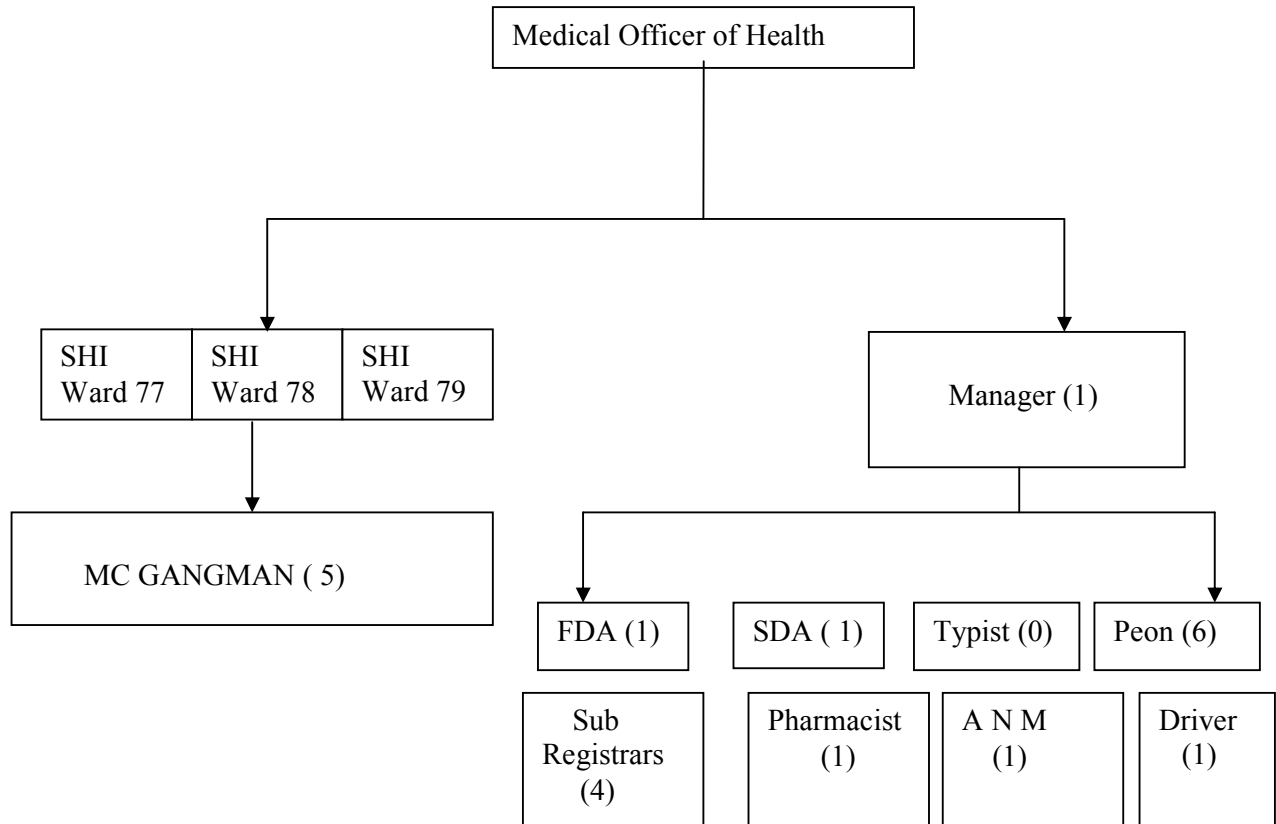 Medical Officer of Health
SHI
Ward 77
SHI
Ward 78
SHI
Ward 79
Manager (1)
MC GANGMAN ( 5)
FDA (1)
SDA ( 1)
Typist (0)
Peon (6)
Sub
Registrars
(4)
Pharmacist
(1)
A N M
(1)
Driver
(1)